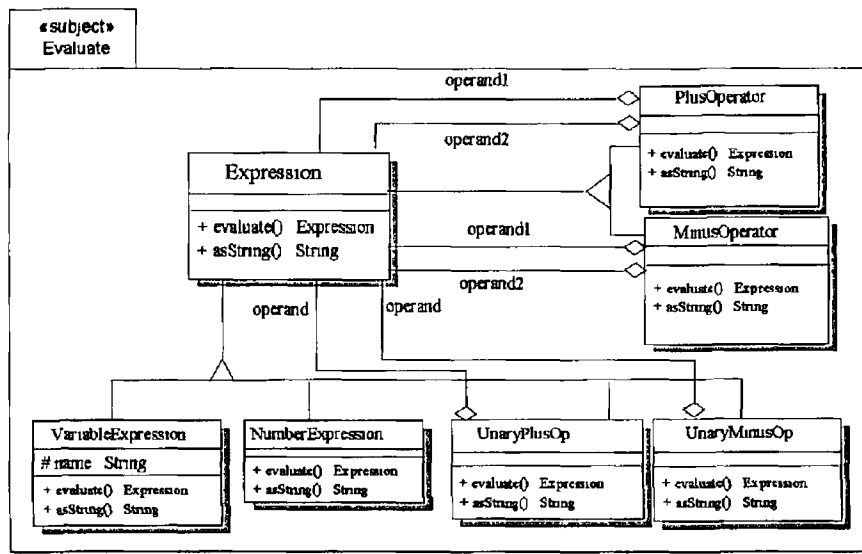 «subject»
Evaluate
operand1
operand2
PlusOperator
+ evaluate() Expression
+ asString() String
Expression
+ evaluate() Expression
+ asString() String
operand1
operand2
MinusOperator
+ evaluate() Expression
+ asString() String
operand
operand
VariableExpression
# name String
+ evaluate() Expression
+ asString() String
NumberExpression
+ evaluate() Expression
+ asString() String
UnaryPlusOp
+ evaluate() Expression
+ asString() String
UnaryMinusOp
+ evaluate() Expression
+ asString() String